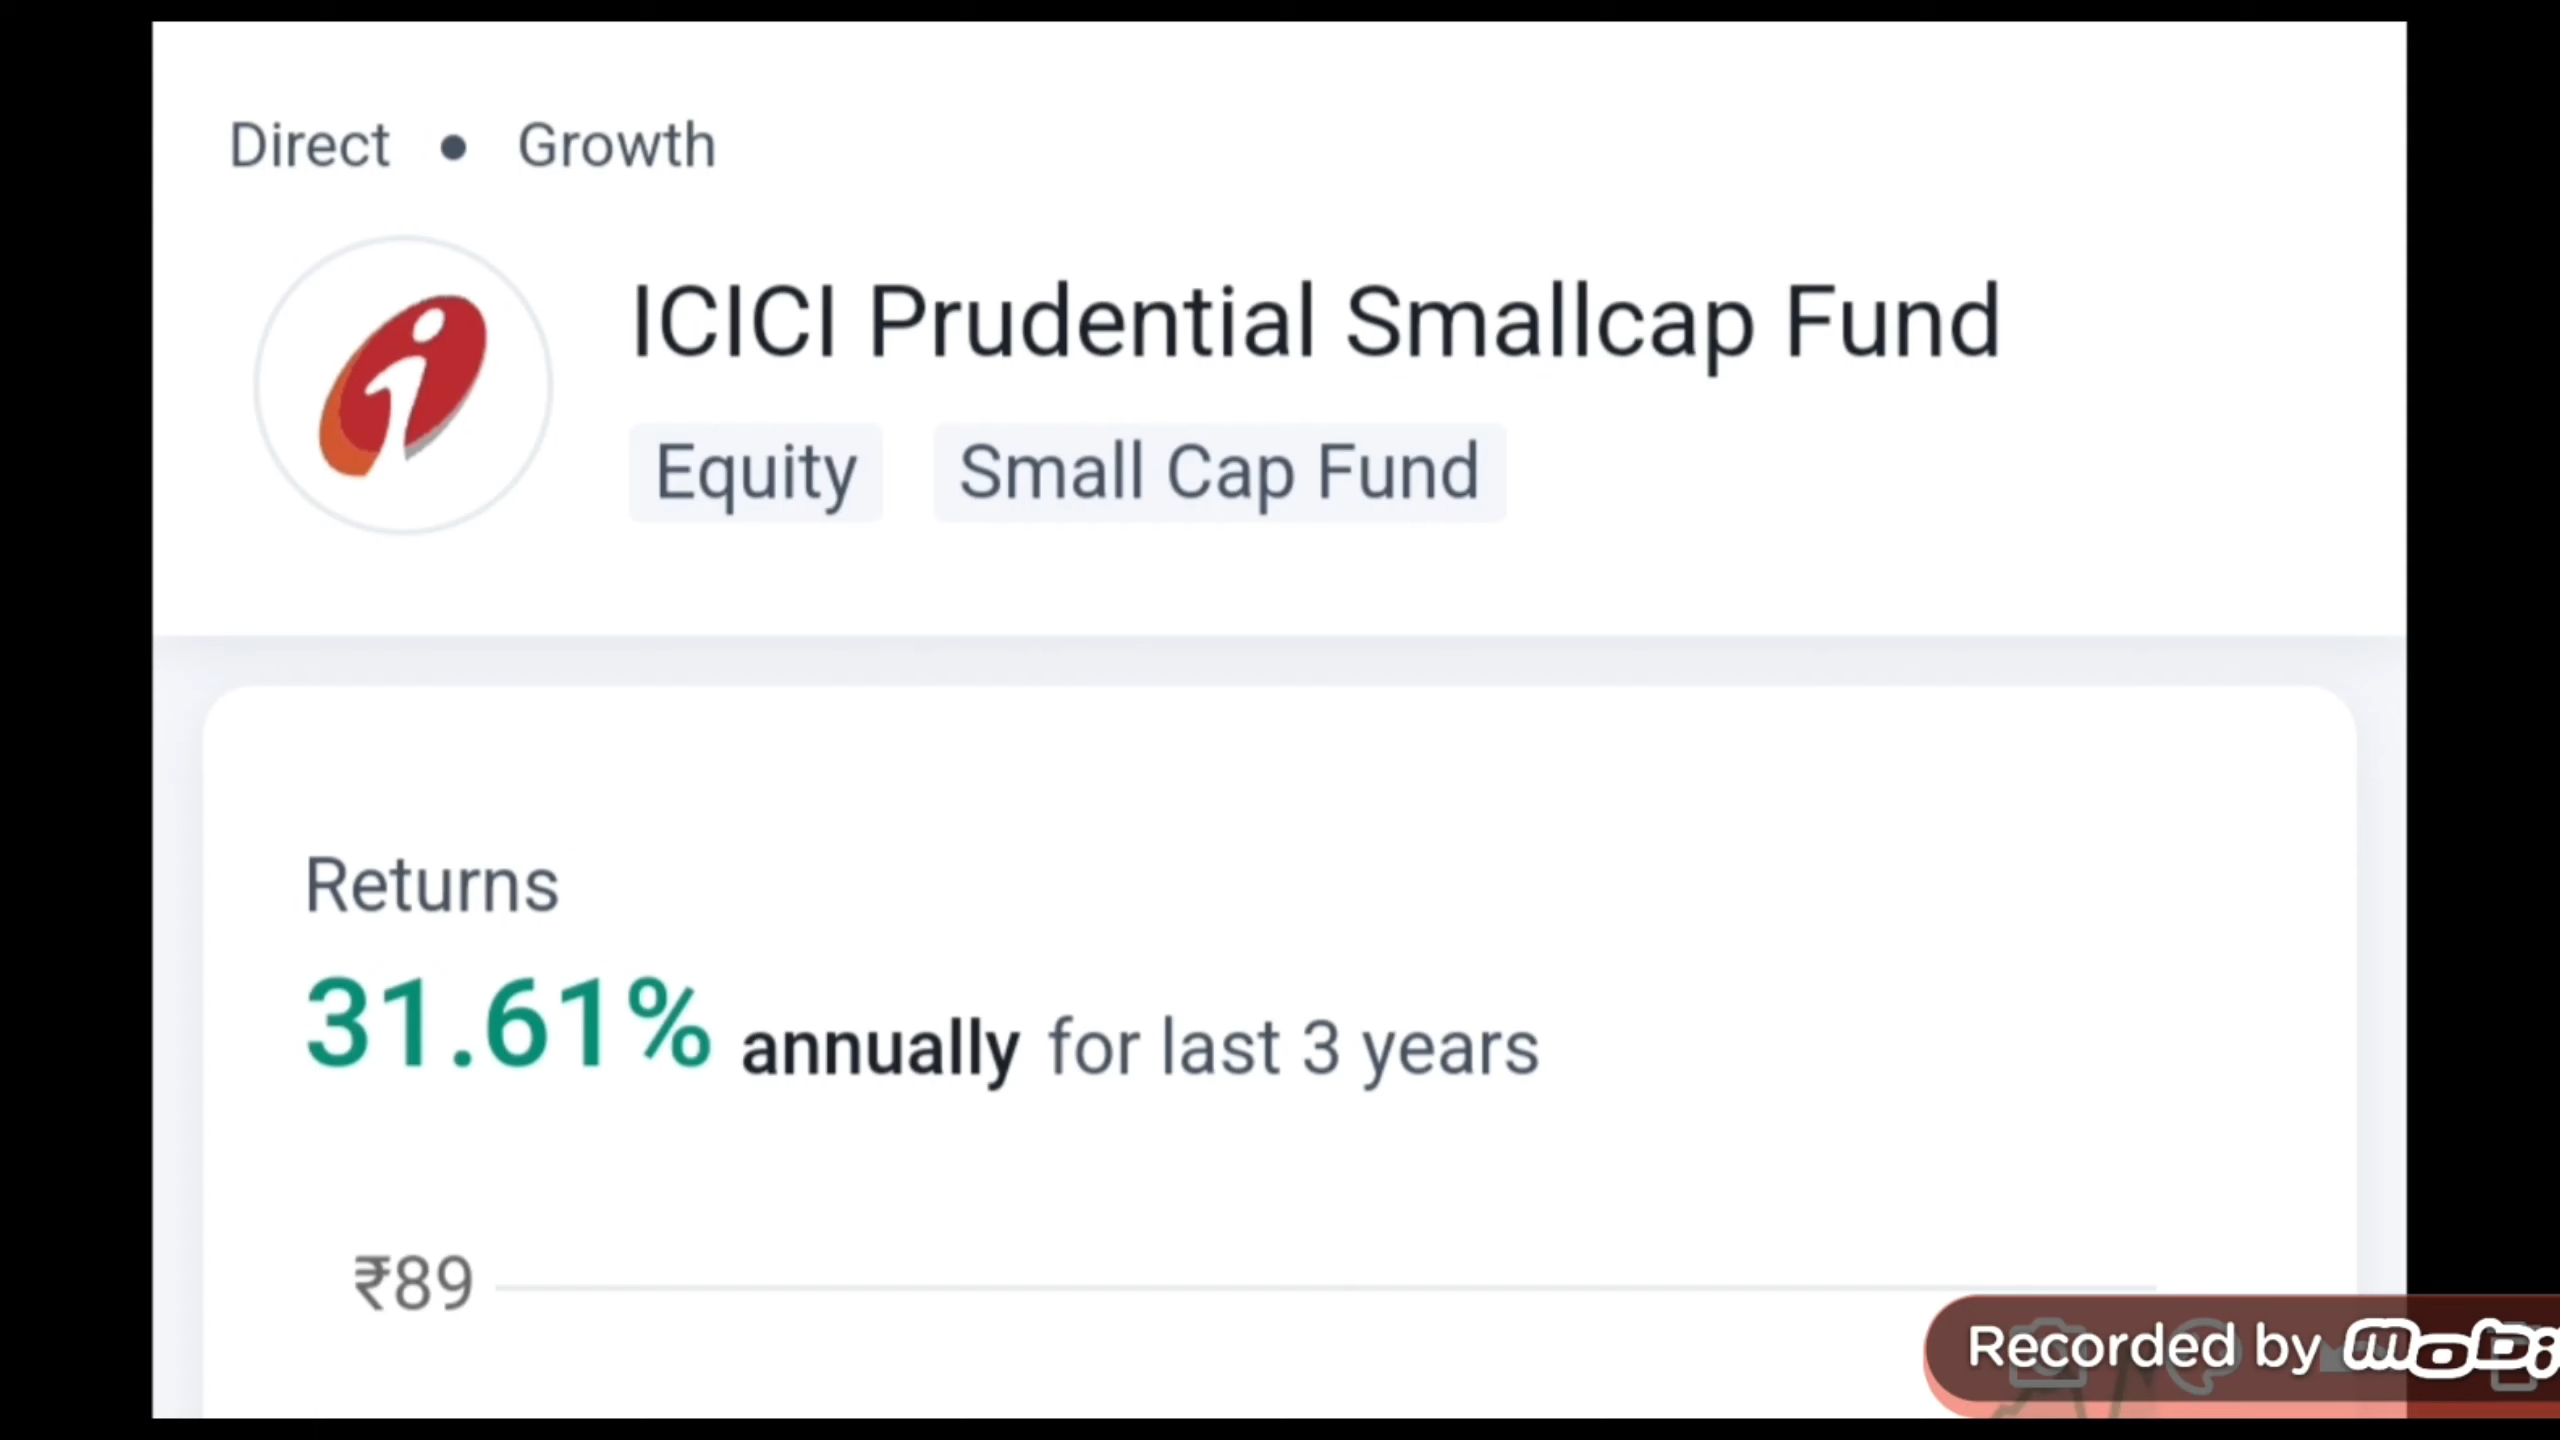 Direct • Growth
ICICI Prudential Smallcap Fund
Equity Small Cap Fund
Returns
31.61% annually for last 3 years
₹89
Recorded by